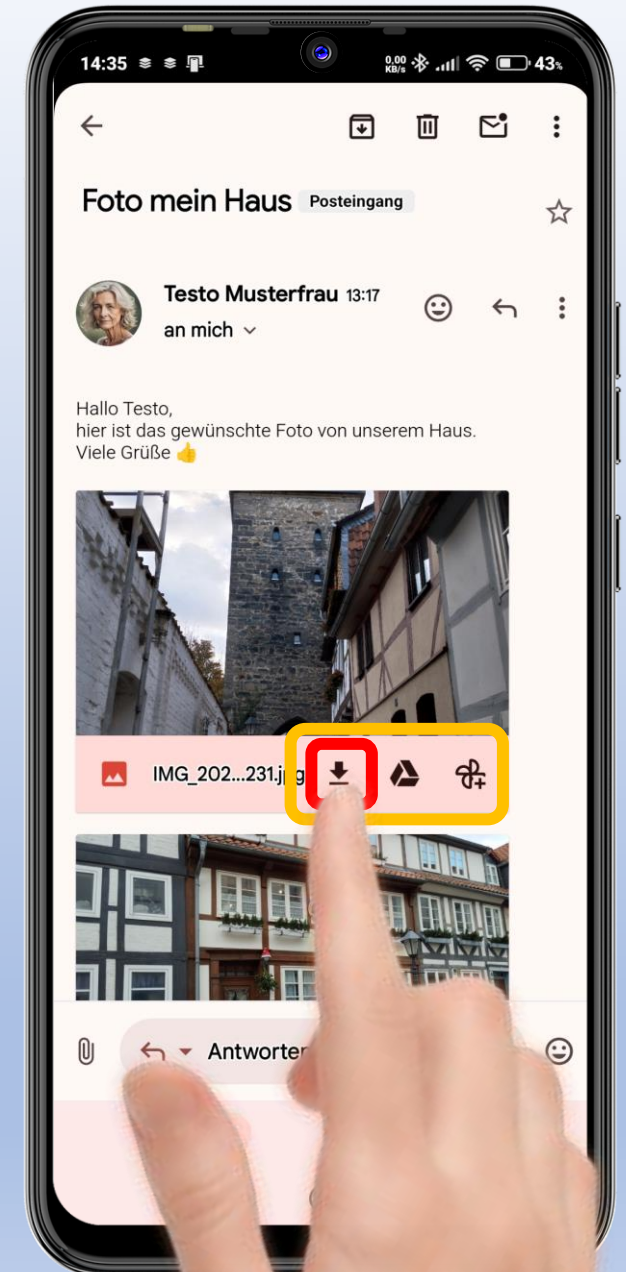 14:35
0,00
KB/s
43%
Foto mein Haus Posteingang
Testo Musterfrau 13:17
an mich
Hallo Testo,
hier ist das gewünschte Foto von unserem Haus.
Viele Grüße 👍
IMG_202...231.jpg
Antworten